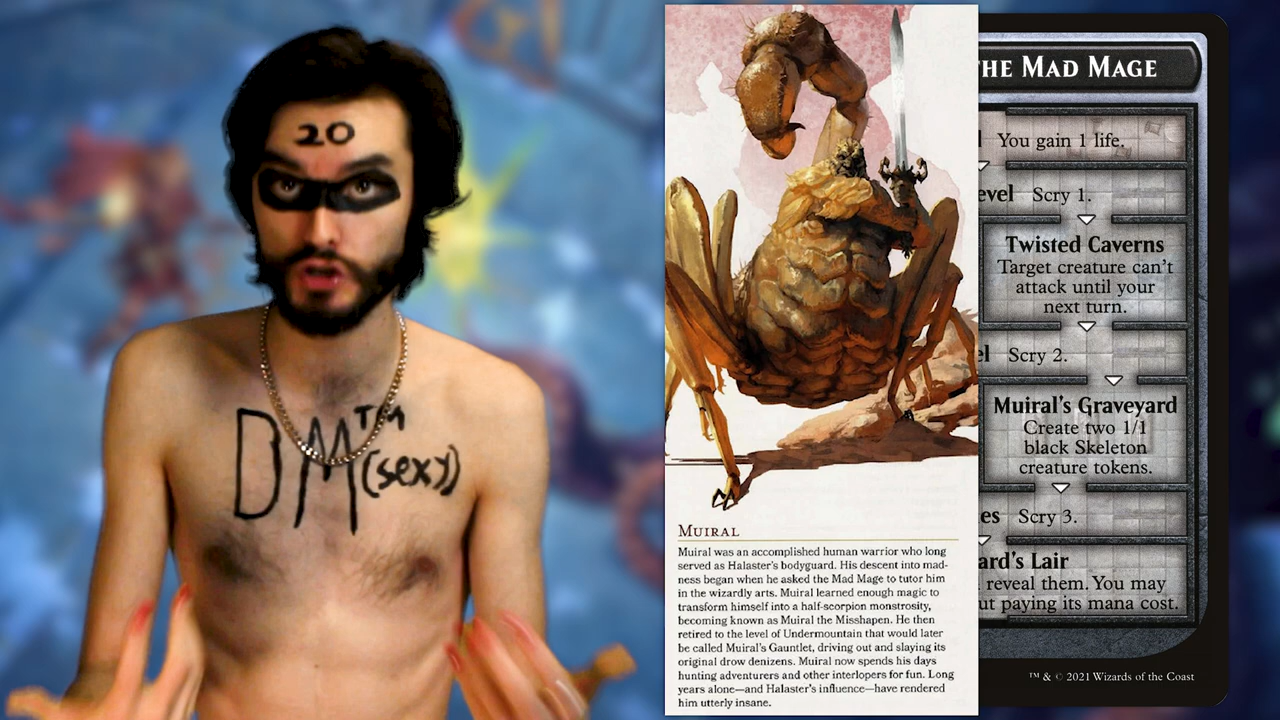 20
DM™
(sexy)
MUIRAL
Muiral was an accomplished human warrior who long
served as Halaster's bodyguard. His descent into mad-
ness began when he asked the Mad Mage to tutor him
in the wizardly arts. Muiral learned enough magic to
transform himself into a half-scorpion monstrosity,
becoming known as Muiral the Misshapen. He then
retired to the level of Undermountain that would later
be called Muiral's Gauntlet, driving out and slaying its
original drow denizens. Muiral now spends his days
hunting adventurers and other interlopers for fun. Long
years alone—and Halaster's influence—have rendered
him utterly insane.
THE MAD MAGE
You gain 1 life.
evel Scry 1.
Twisted Caverns
Target creature can't
attack until your
next turn.
el Scry 2.
Muiral's Graveyard
Create two 1/1
black Skeleton
creature tokens.
es Scry 3.
ard's Lair
reveal them. You may
ut paying its mana cost.
™ & © 2021 Wizards of the Coast